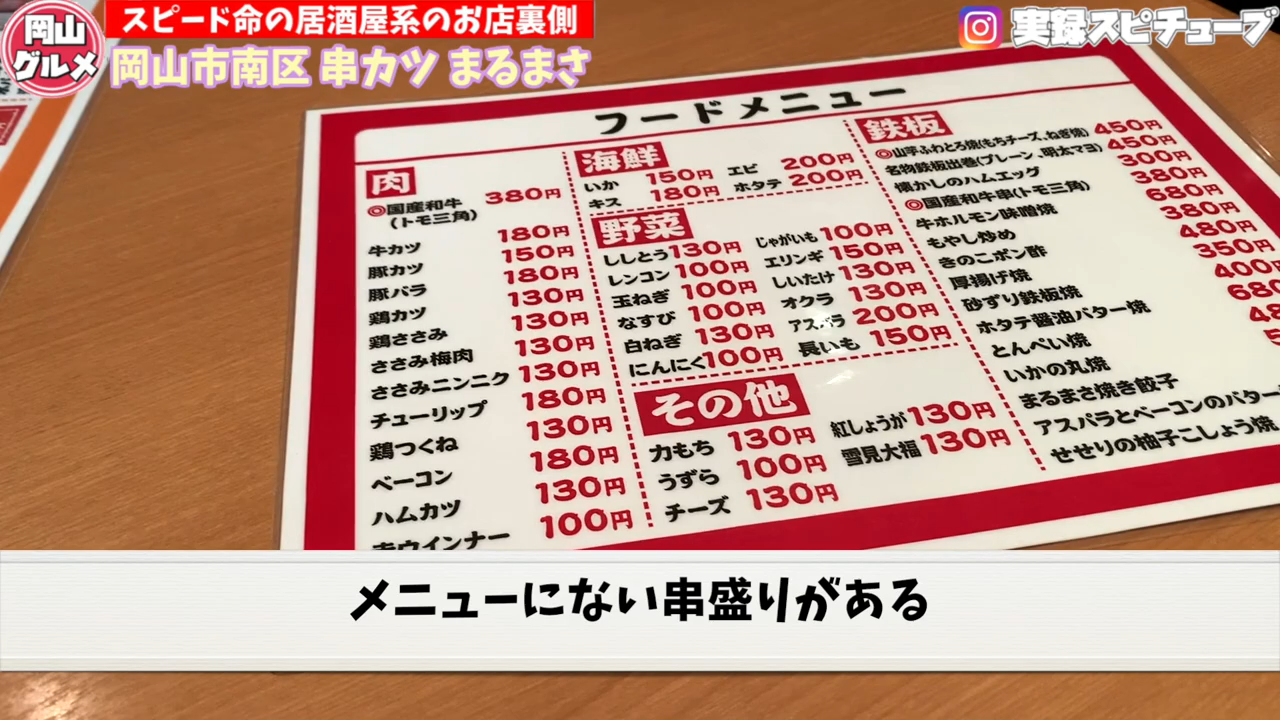 岡山
グルメ
スピード命の居酒屋系のお店裏側
岡山市南区 串カツ まるまさ
実録スピチューブ
フードメニュー
肉
◎国産和牛 380円
(トモ三角)
牛カツ 180円
豚カツ 150円
豚バラ 180円
鶏カツ 130円
鶏ささみ 130円
ささみ梅肉 130円
ささみニンニク 130円
チューリップ 180円
鶏つくね 130円
ベーコン 180円
ハムカツ 130円
赤ウインナー 100円
海鮮
いか 150円 エビ 200円
キス 180円 ホタテ 200円
野菜
ししとう 130円 じゃがいも 100円
レンコン 100円 エリンギ 150円
玉ねぎ 100円 しいたけ 130円
なすび 100円 オクラ 130円
白ねぎ 130円 アスパラ 200円
にんにく 100円 長いも 150円
その他
力もち 130円 紅しょうが 130円
うずら 100円 雪見大福 130円
チーズ 130円
鉄板
◎山芋ふわとろ焼(もちチーズ、ねぎ焼) 450円
名物鉄板出巻(プレーン、明太マヨ) 450円
懐かしのハムエッグ 300円
◎国産和牛串(トモ三角) 380円
牛ホルモン味噌焼 680円
もやし炒め 380円
きのこポン酢 480円
厚揚げ焼 350円
砂ずり鉄板焼 400円
ホタテ醤油バター焼 680
とんぺい焼
いかの丸焼
まるまさ焼き餃子
アスパラとベーコンのバター
せせりの柚子こしょう焼
メニューにない串盛りがある